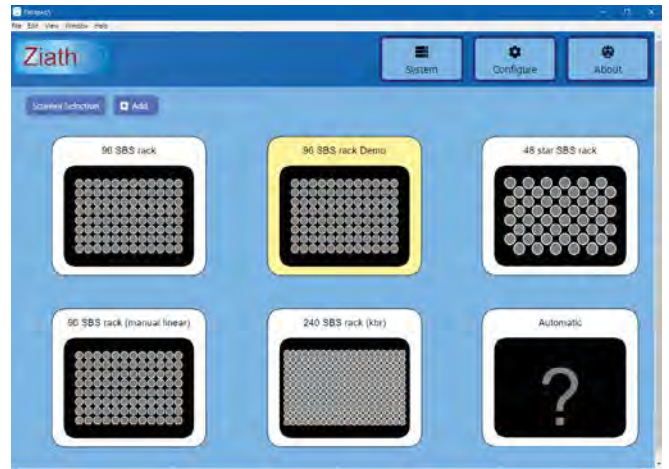 File Edit View Window Help
Ziath
System
Configure
About
Add
96 SBS rack
96 SBS rack Demo
48 star SBS rack
SBS rack (manual linear)
240 SBS rack (kbr)
Automatic
?